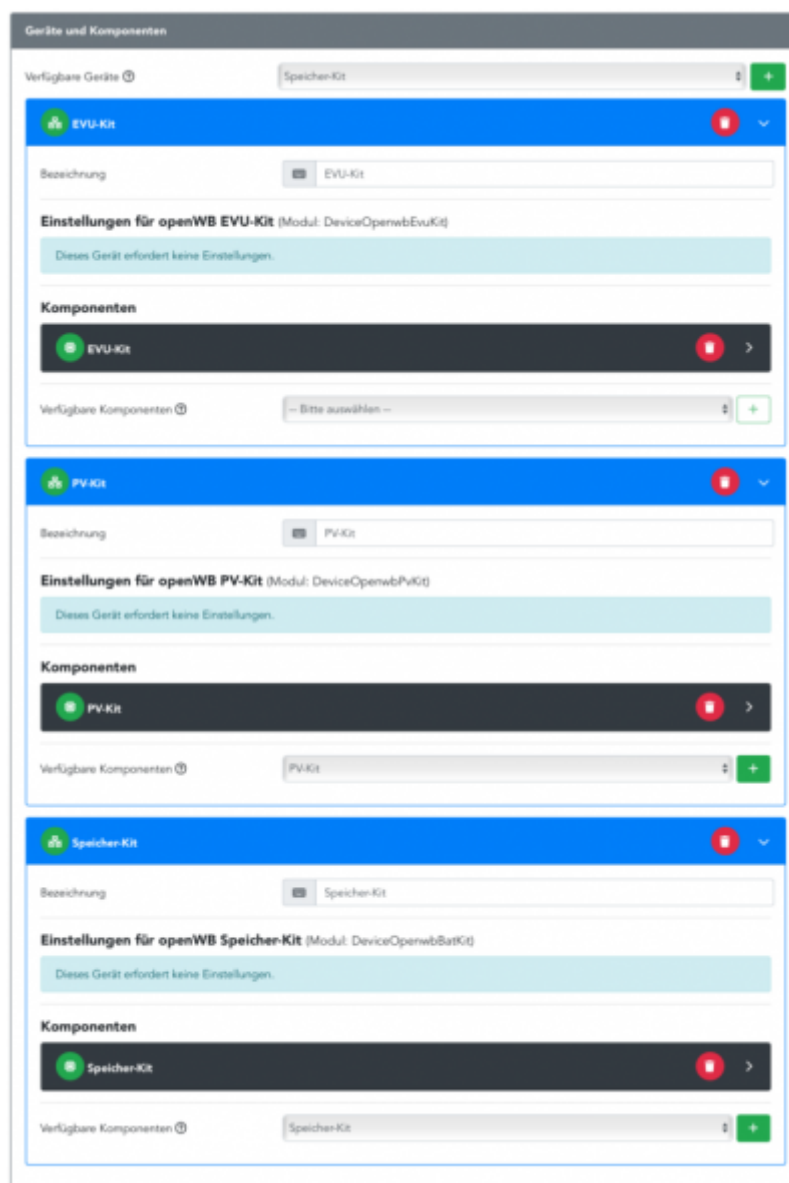 Geräte und Komponenten
Verfügbare Geräte
Speicher-Kit
EVU-Kit
Bezeichnung
EVU-Kit
Einstellungen für openWB EVU-Kit (Modul: DeviceOpenwbEvuKit)
Dieses Gerät erfordert keine Einstellungen.
Komponenten
EVU-Kit
Verfügbare Komponenten
-- Bitte auswählen --
PV-Kit
Bezeichnung
PV-Kit
Einstellungen für openWB PV-Kit (Modul: DeviceOpenwbPvKit)
Dieses Gerät erfordert keine Einstellungen.
Komponenten
PV-Kit
Verfügbare Komponenten
PV-Kit
Speicher-Kit
Bezeichnung
Speicher-Kit
Einstellungen für openWB Speicher-Kit (Modul: DeviceOpenwbBatKit)
Dieses Gerät erfordert keine Einstellungen.
Komponenten
Speicher-Kit
Verfügbare Komponenten
Speicher-Kit